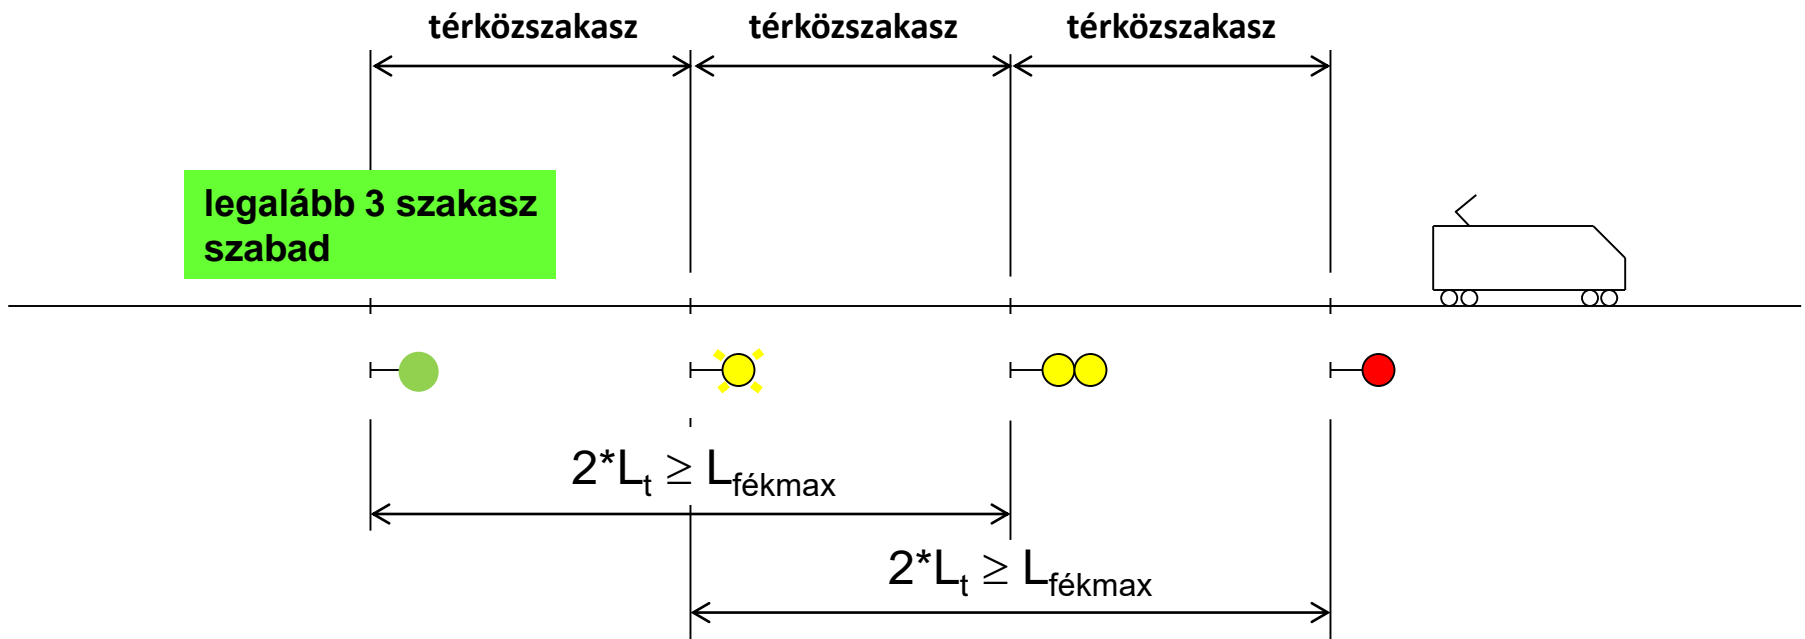 térközszakasz térközszakasz térközszakasz
legalább 3 szakasz
szabad
2*Lt ≥ Lfékmax
2*Lt ≥ Lfékmax